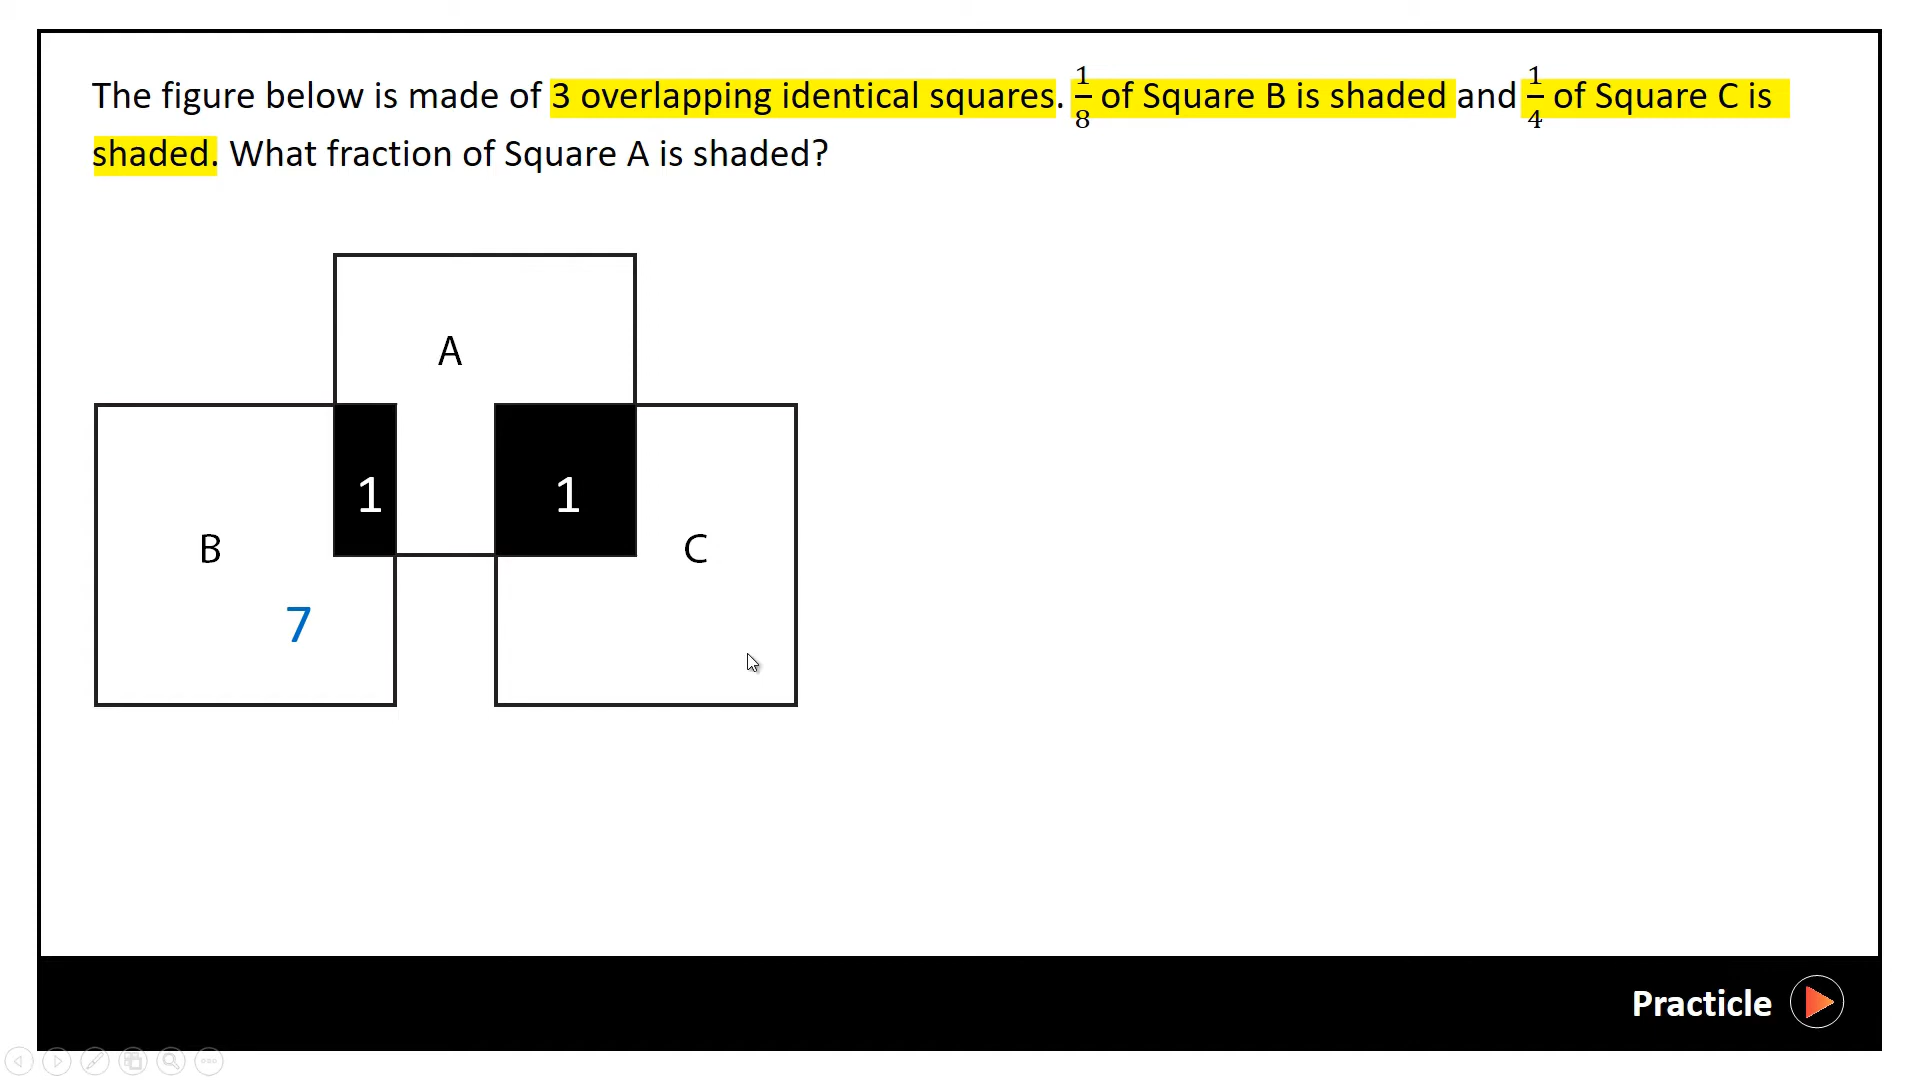 The figure below is made of 3 overlapping identical squares. 1/8 of Square B is shaded and 1/4 of Square C is
shaded. What fraction of Square A is shaded?
A
1 1
B C
7
Practicle